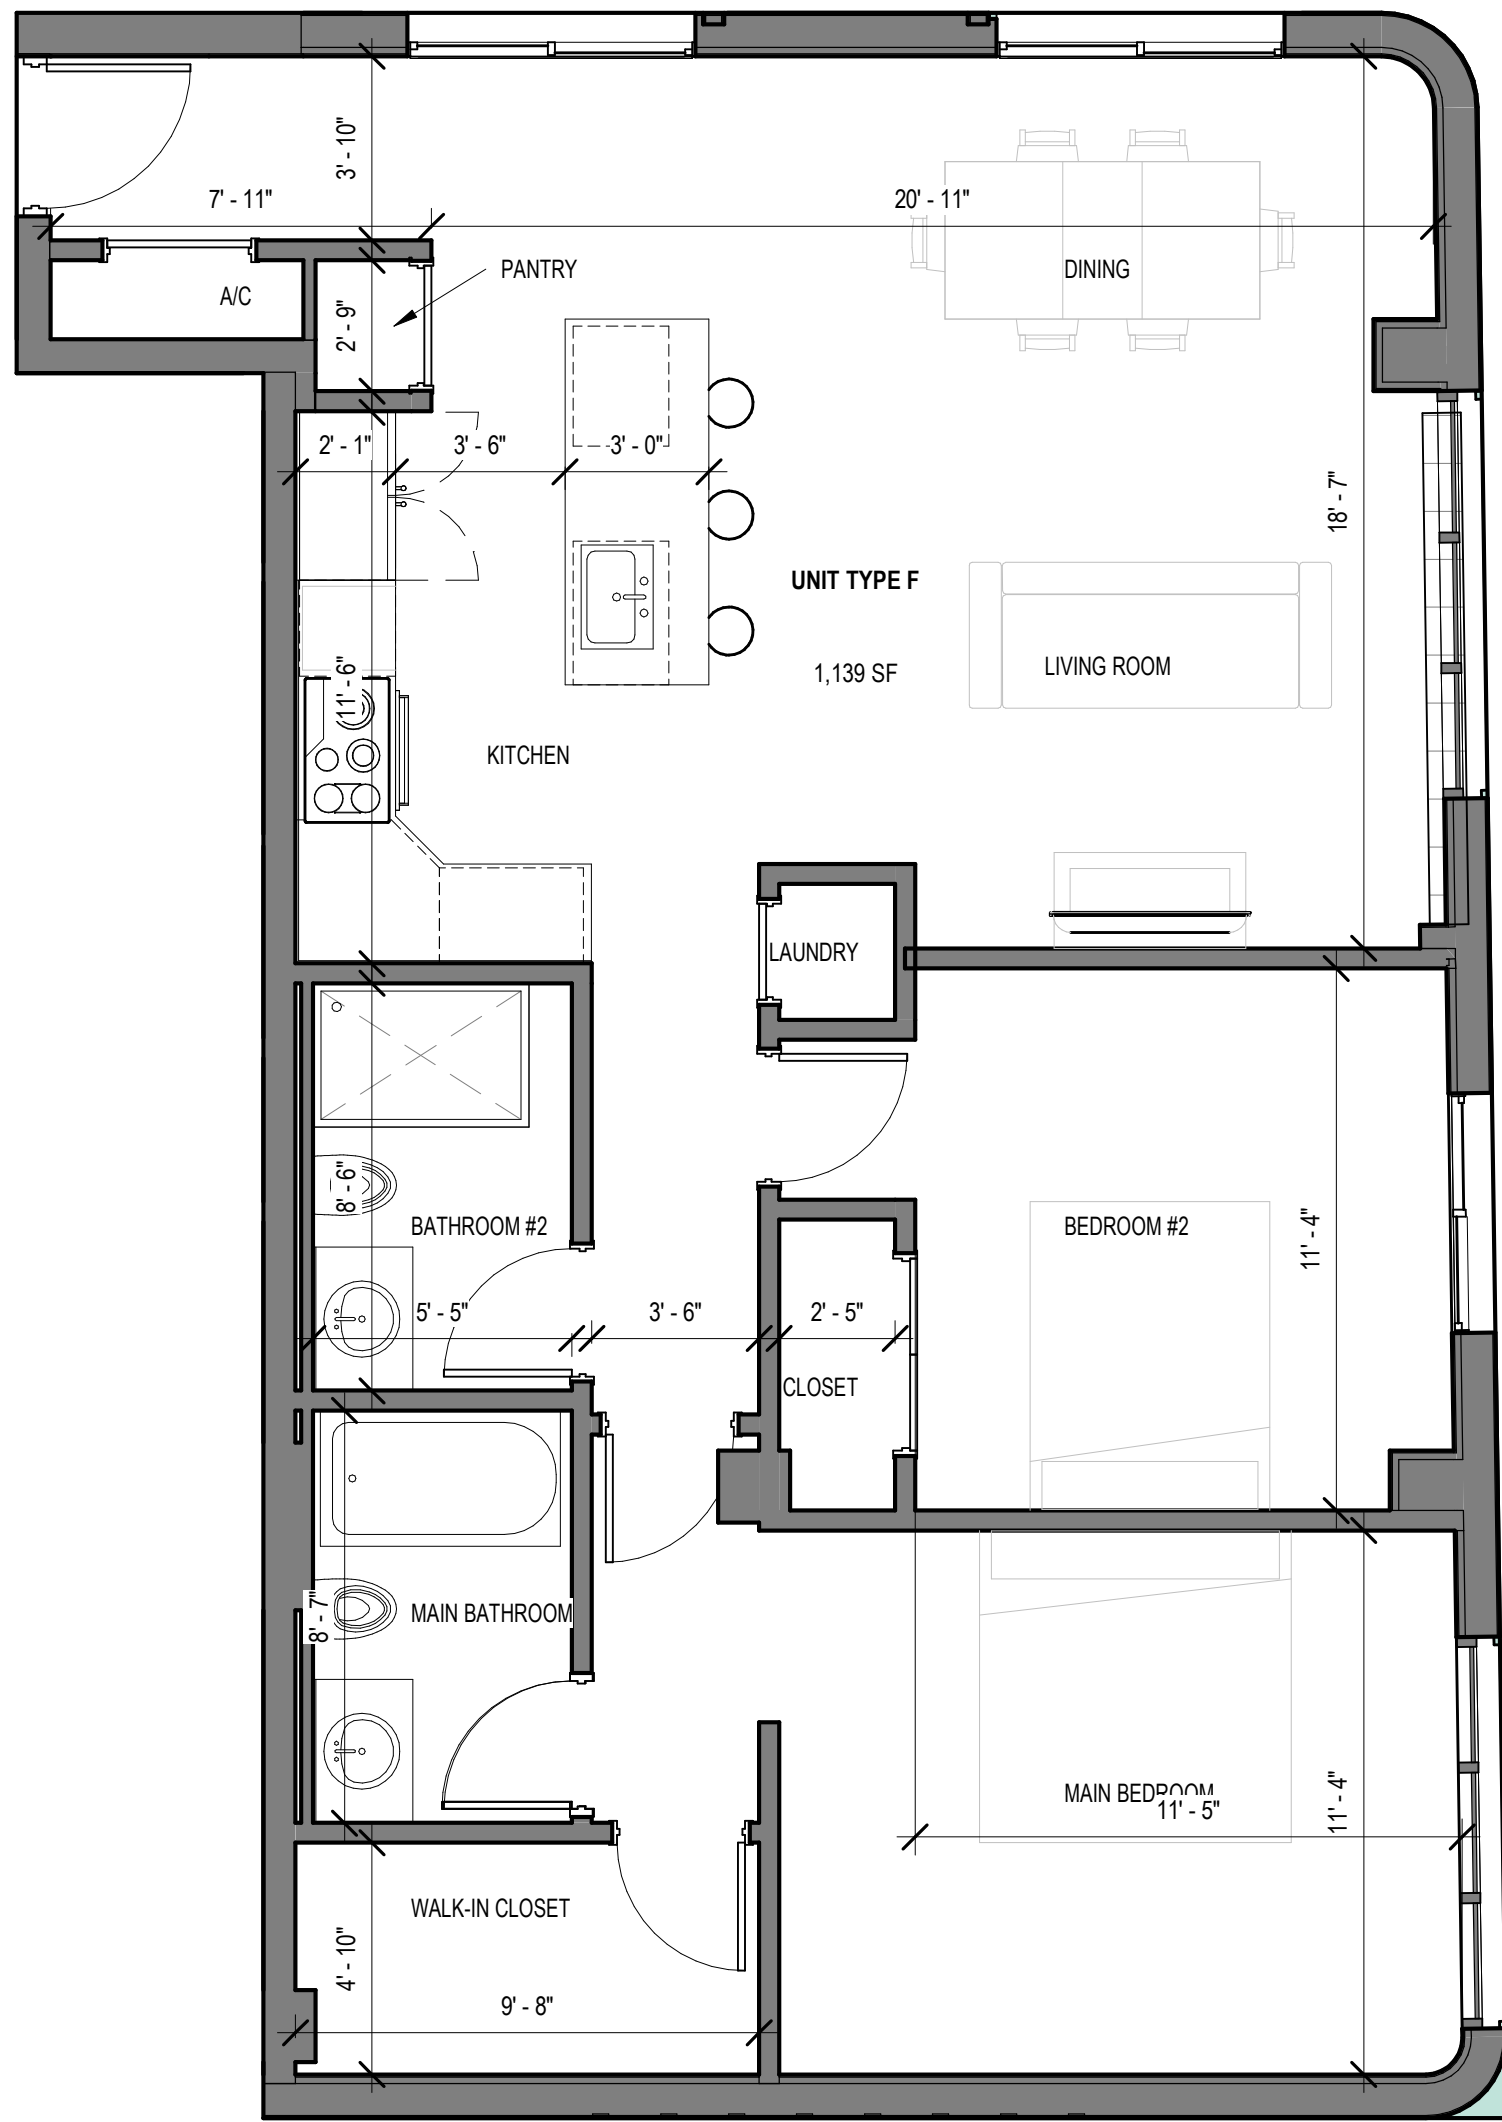 3' - 10"
7' - 11"
20' - 11"
PANTRY
DINING
A/C
2' - 9"
2' - 1"
3' - 6"
3' - 0"
18' - 7"
UNIT TYPE F
1,139 SF
LIVING ROOM
11' - 6"
KITCHEN
LAUNDRY
8' - 6"
BATHROOM #2
BEDROOM #2
11' - 4"
5' - 5"
3' - 6"
2' - 5"
CLOSET
8' - 7"
MAIN BATHROOM
MAIN BEDROOM
11' - 5"
11' - 4"
WALK-IN CLOSET
4' - 10"
9' - 8"